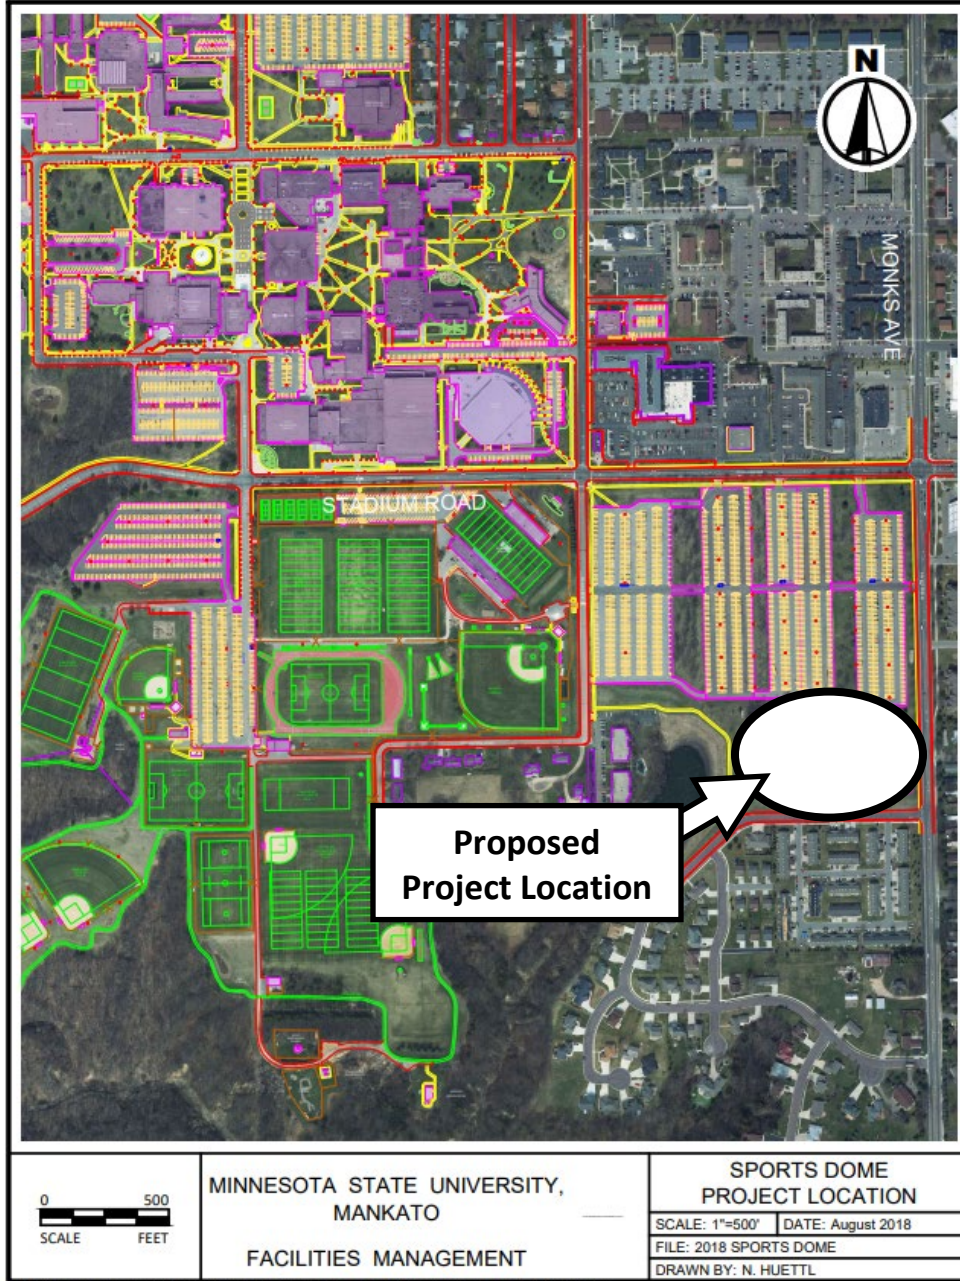 N
MONKS AVE
STADIUM ROAD
Proposed
Project Location
0 500
SCALE FEET
MINNESOTA STATE UNIVERSITY,
MANKATO
FACILITIES MANAGEMENT
SPORTS DOME
PROJECT LOCATION
SCALE: 1"=500' DATE: August 2018
FILE: 2018 SPORTS DOME
DRAWN BY: N. HUETTL